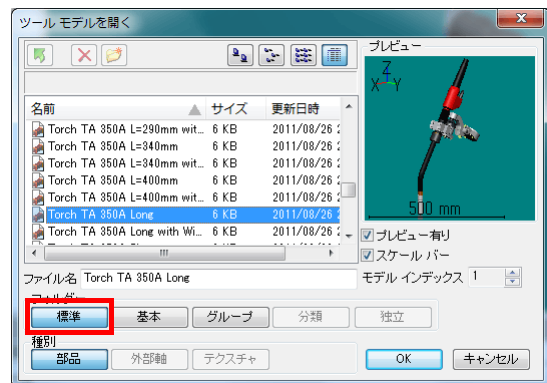 ツール モデルを開く
プレビュー
Z
X Y
500 mm
名前 サイズ 更新日時
Torch TA 350A L=290mm wit... 6 KB 2011/08/26
Torch TA 350A L=340mm 6 KB 2011/08/26
Torch TA 350A L=340mm wit... 6 KB 2011/08/26
Torch TA 350A L=400mm 6 KB 2011/08/26
Torch TA 350A L=400mm wit... 6 KB 2011/08/26
Torch TA 350A Long 6 KB 2011/08/26
Torch TA 350A Long with Wi... 6 KB 2011/08/26
プレビュー有り
スケール バー
ファイル名 Torch TA 350A Long
モデル インデックス 1
フォルダー
標準 基本 グループ 分類 独立
種別
部品 外部軸 テクスチャ
OK キャンセル